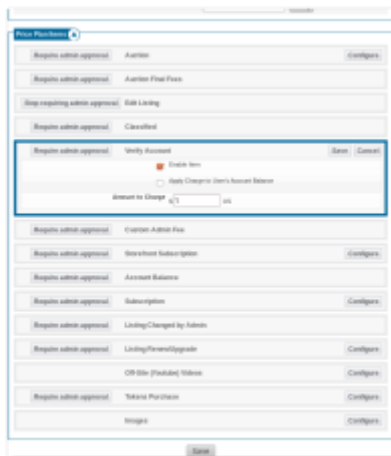 Price Plan Items
Require admin approval Auction Configure
Require admin approval Auction Final Fees
Stop requiring admin approval Edit Listing
Require admin approval Classified
Require admin approval Verify Account Save Cancel
Enable Item
Apply Charge to User's Account Balance
Amount to Charge $
Require admin approval Custom Admin Fee
Require admin approval Storefront Subscription Configure
Require admin approval Account Balance Configure
Require admin approval Subscription Configure
Require admin approval Listing Changed by Admin
Require admin approval Listing Renew/Upgrade Configure
Off-Site (Youtube) Videos Configure
Require admin approval Tokens Purchase Configure
Images Configure
Save